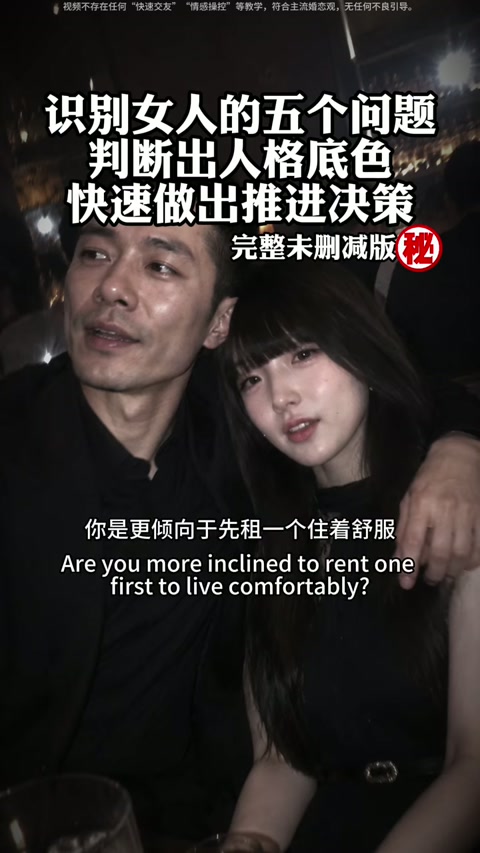 视频不存在任何“快速交友”“情感操控”等教学，符合主流婚恋观，无任何不良引导。
识别女人的五个问题
判断出人格底色
快速做出推进决策
完整未删减版 秘
你是更倾向于先租一个住着舒服
Are you more inclined to rent one
first to live comfortably?